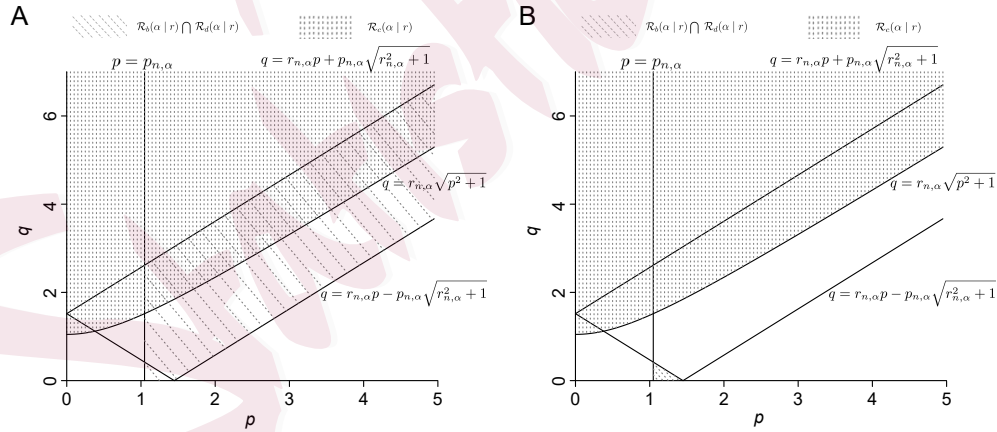 A
R_b(α | r) ⋂ R_d(α | r) R_c(α | r)
p = p_{n,α} q = r_{n,α}p + p_{n,α}√(r²_{n,α} + 1)
q = r_{n,α}√(p² + 1)
q = r_{n,α}p − p_{n,α}√(r²_{n,α} + 1)
q
0 2 4 6
0 1 2 3 4 5
p
B
R_b(α | r) ⋂ R_d(α | r) R_c(α | r)
p = p_{n,α} q = r_{n,α}p + p_{n,α}√(r²_{n,α} + 1)
q = r_{n,α}√(p² + 1)
q = r_{n,α}p − p_{n,α}√(r²_{n,α} + 1)
q
0 2 4 6
0 1 2 3 4 5
p